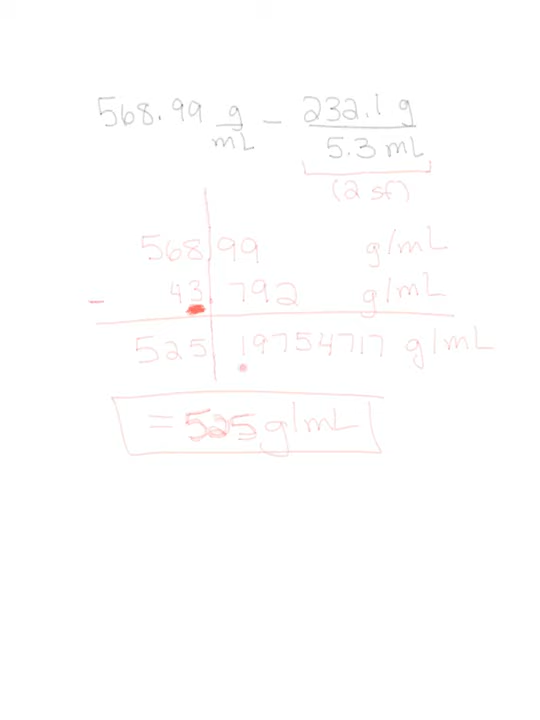 568.99 g/mL - 232.1 g / 5.3 mL
(2 sf)
568 99 g/mL
- 43 792 g/mL
525 19754717 g/mL
= 525 g/mL